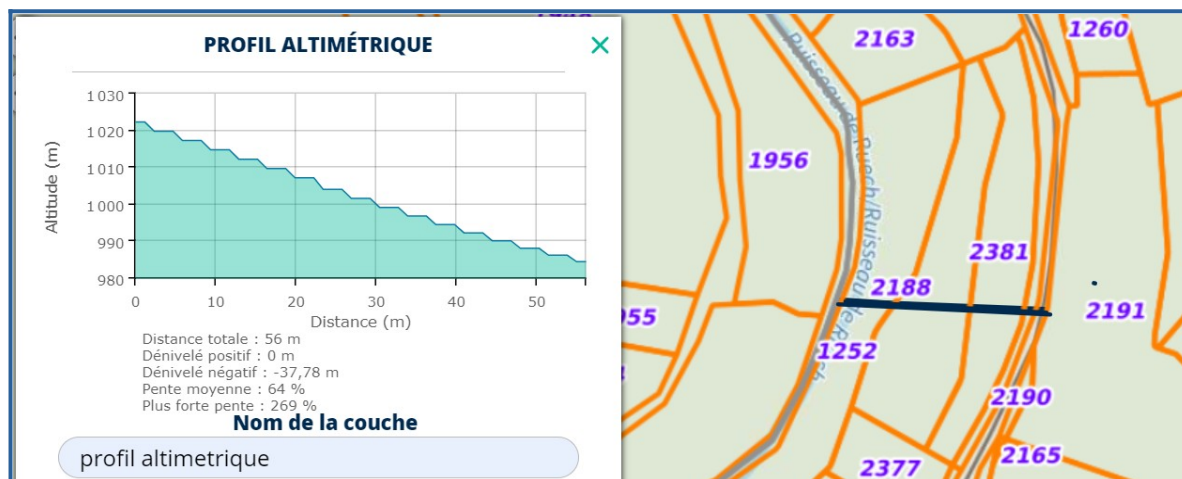 PROFIL ALTIMÉTRIQUE
×
Altitude (m)
1 030
1 020
1 010
1 000
990
980
0 10 20 30 40 50
Distance (m)
Distance totale : 56 m
Dénivelé positif : 0 m
Dénivelé négatif : -37,78 m
Pente moyenne : 64 %
Plus forte pente : 269 %
Nom de la couche
profil altimetrique
2163
1260
1956
Ruisseau de Ruech/Ruisseau de Ruech
2381
2188
2191
955
1252
2190
2377
2165